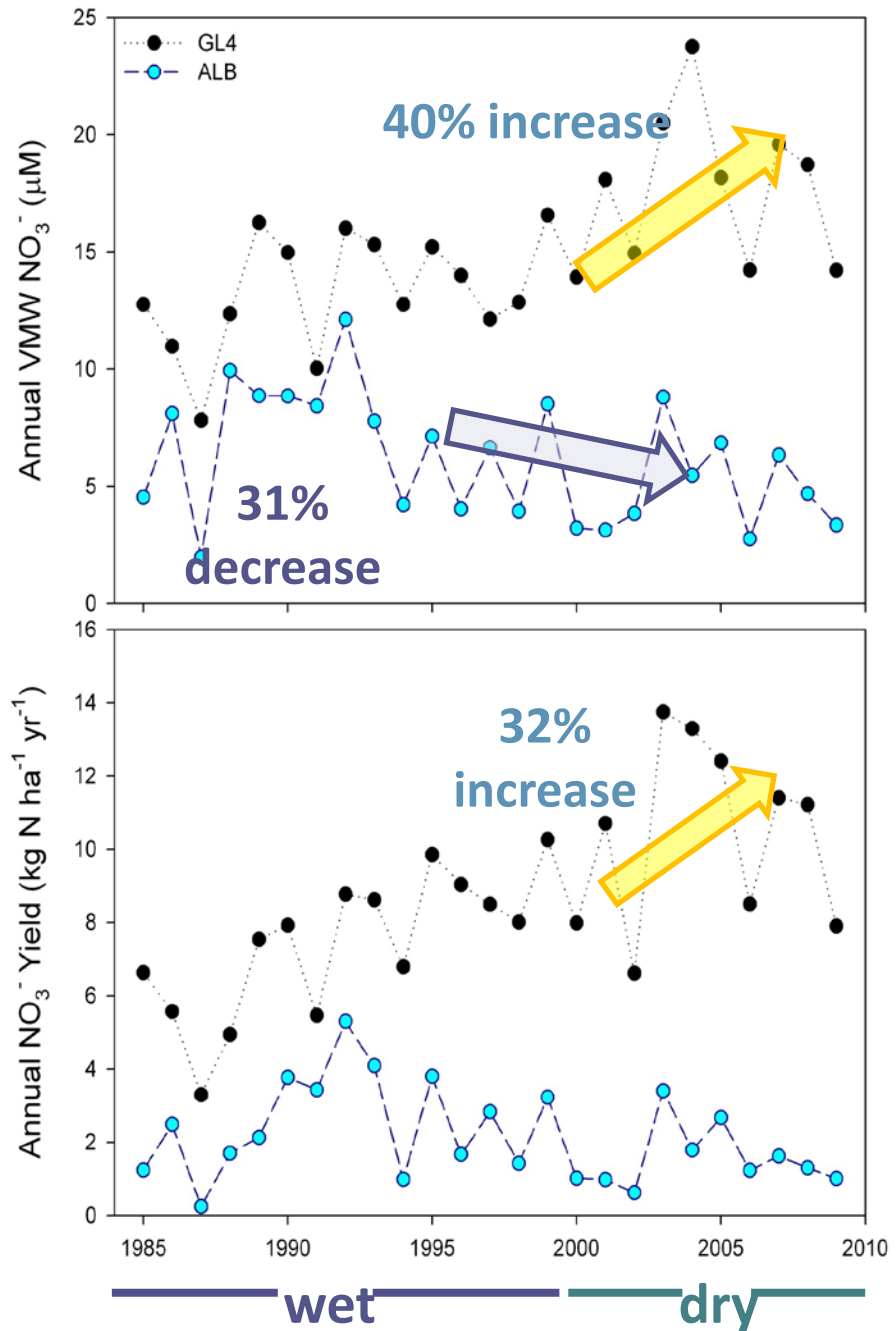 25
GL4
ALB
40% increase
20
15
10
5
0
31%
decrease
Annual VMW NO₃⁻ (μM)
16
14
12
10
8
6
4
2
0
32%
increase
Annual NO₃⁻ Yield (kg N ha⁻¹ yr⁻¹)
1985 1990 1995 2000 2005 2010
wet dry